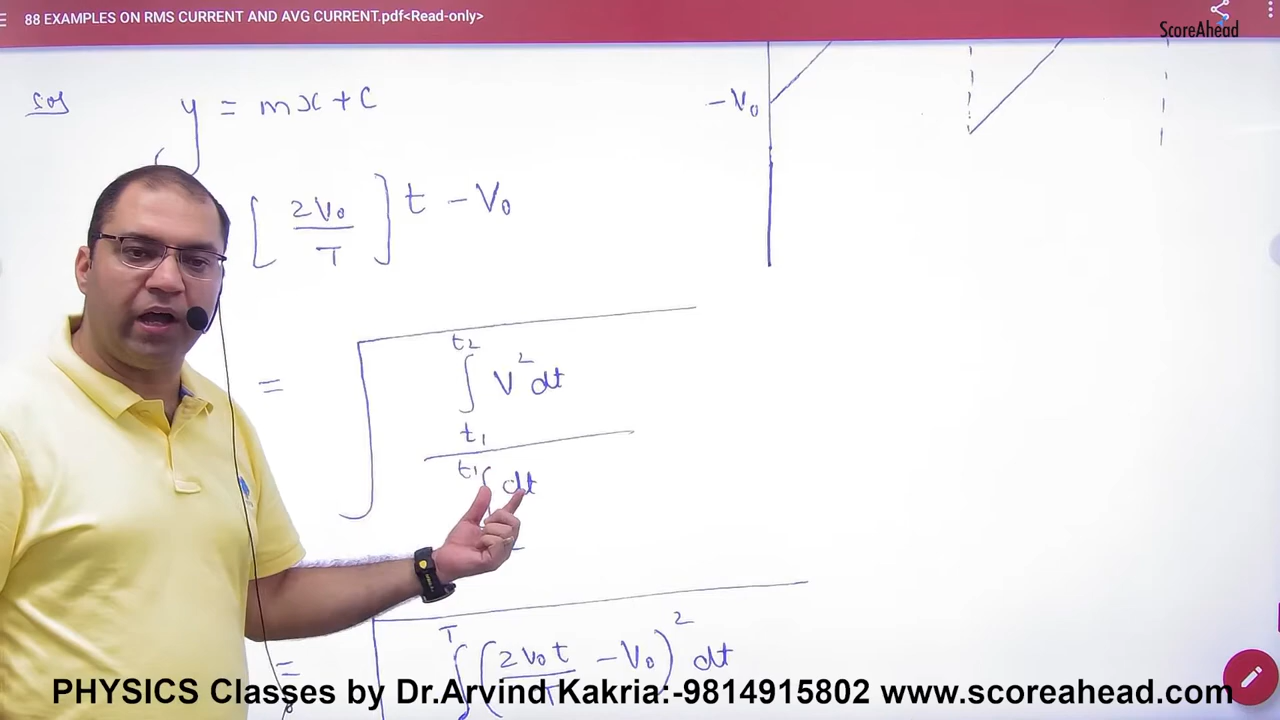 88 EXAMPLES ON RMS CURRENT AND AVG CURRENT.pdf<Read-only>
ScoreAhead
Sol
y = mx + C
-V₀
[2V₀/T] t - V₀
= √ ∫ t₂ t₁ V² dt
t₁ ∫ dt
= √ T ∫ (2V₀t/T - V₀)² dt
PHYSICS Classes by Dr.Arvind Kakria:-9814915802 www.scoreahead.com